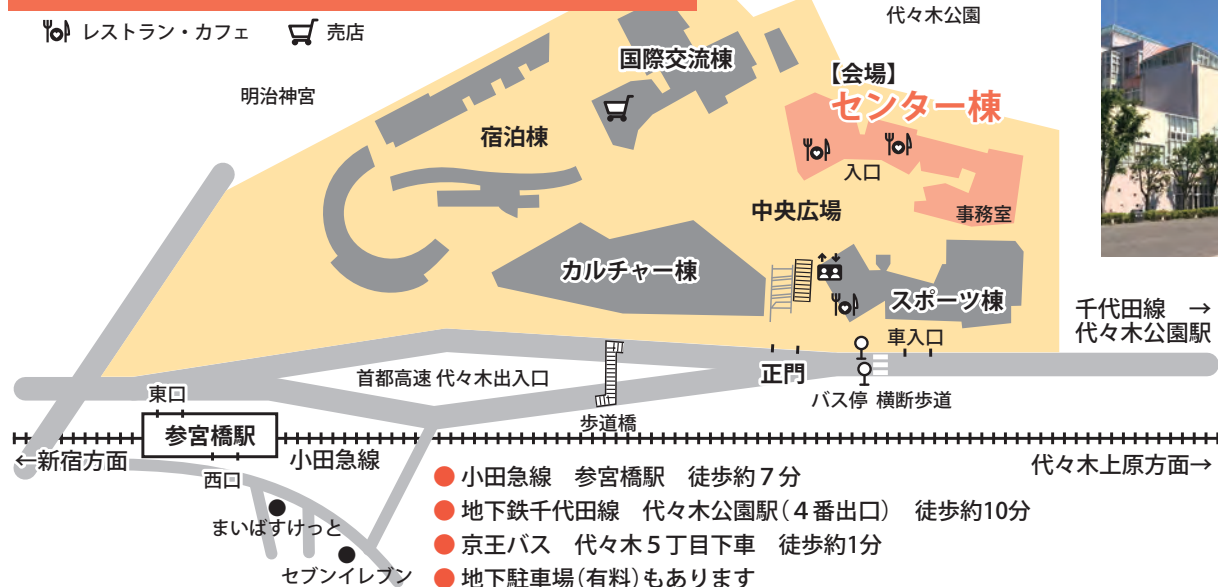 レストラン・カフェ 売店
代々木公園
明治神宮
国際交流棟
【会場】
センター棟
宿泊棟
入口
中央広場
事務室
カルチャー棟
スポーツ棟
千代田線 →
代々木公園駅
車入口
首都高速 代々木出入口
正門
バス停 横断歩道
歩道橋
東口
参宮橋駅
←新宿方面
小田急線
代々木上原方面→
西口
まいばすけっと
セブンイレブン
● 小田急線 参宮橋駅 徒歩約7分
● 地下鉄千代田線 代々木公園駅(4番出口) 徒歩約10分
● 京王バス 代々木5丁目下車 徒歩約1分
● 地下駐車場(有料)もあります